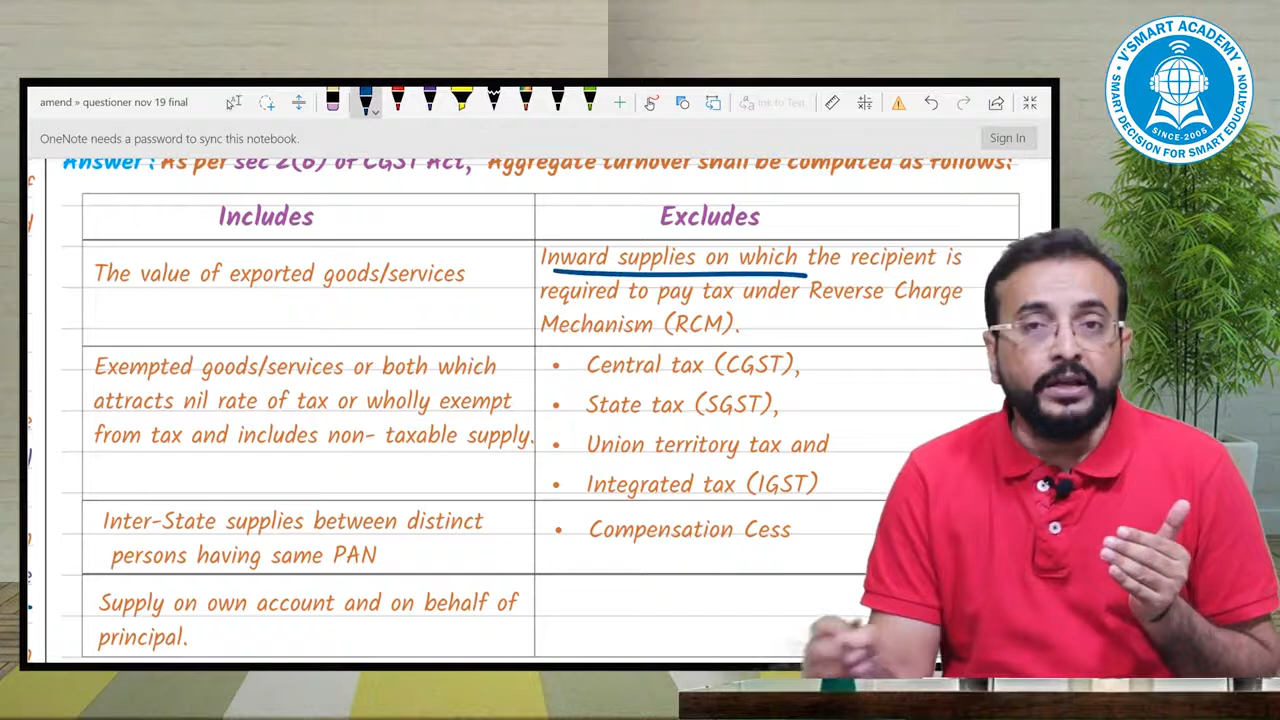 V'SMART ACADEMY
SMART DECISION FOR SMART EDUCATION
SINCE-2005
amend » questioner nov 19 final
Ink to Text
OneNote needs a password to sync this notebook.
Sign In
Answer: As per sec 2(6) of CGST Act, Aggregate turnover shall be computed as follows:
Includes
Excludes
The value of exported goods/services
Inward supplies on which the recipient is
required to pay tax under Reverse Charge
Mechanism (RCM).
Exempted goods/services or both which
attracts nil rate of tax or wholly exempt
from tax and includes non- taxable supply.
• Central tax (CGST),
• State tax (SGST),
• Union territory tax and
• Integrated tax (IGST)
Inter-State supplies between distinct
persons having same PAN
• Compensation Cess
Supply on own account and on behalf of
principal.